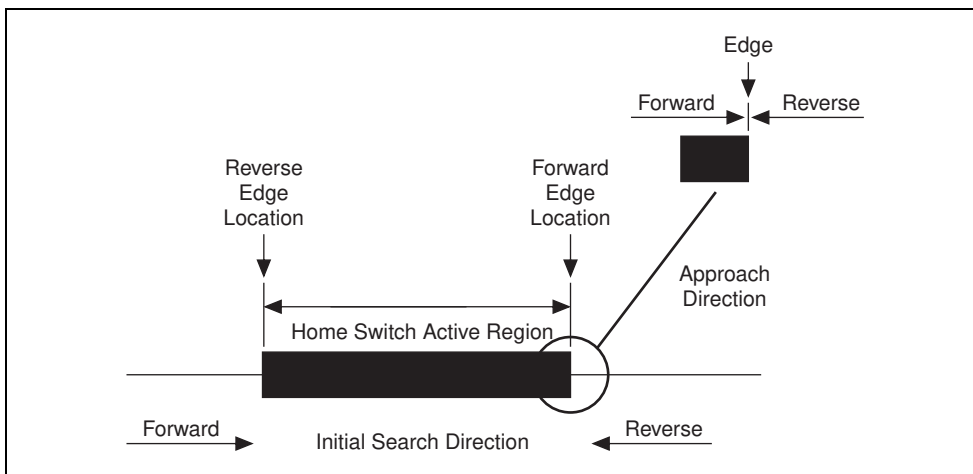 Edge
Forward
Reverse
Reverse
Edge
Location
Forward
Edge
Location
Approach
Direction
Home Switch Active Region
Forward
Initial Search Direction
Reverse